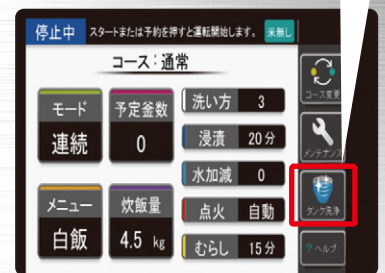 停止中 スタートまたは予約を押すと運転開始します。 米無し
コース:通常
コース変更
モード
連続
予定釜数
0
洗い方 3
浸漬 20分
水加減 0
メンテナンス
メニュー
白飯
炊飯量
4.5 kg
点火 自動
むらし 15分
タンク洗浄
? ヘルプ